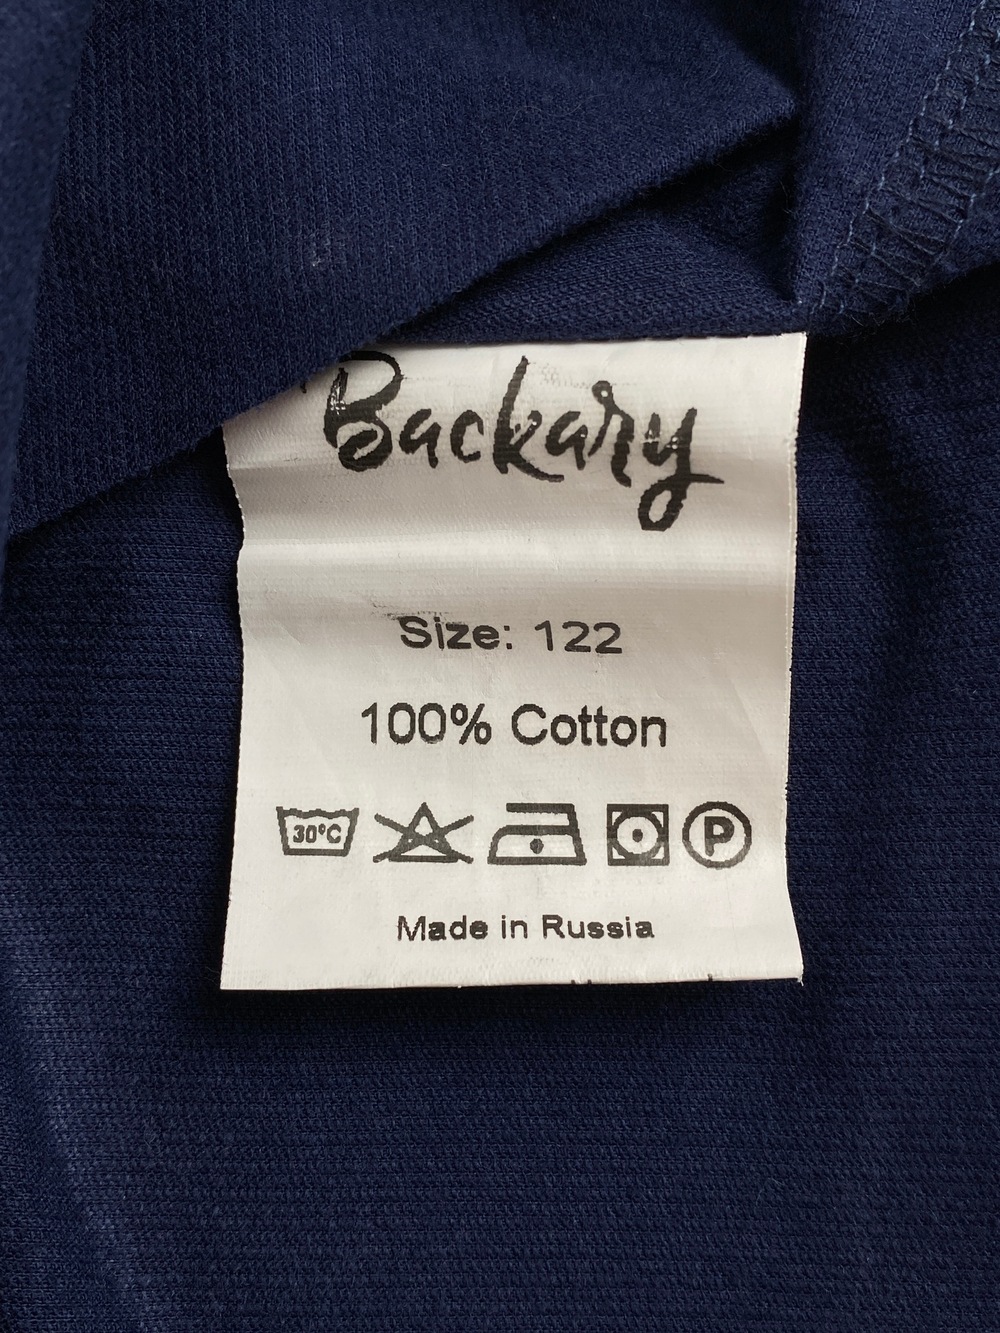 Backary
Size: 122
100% Cotton
30°C P
Made in Russia